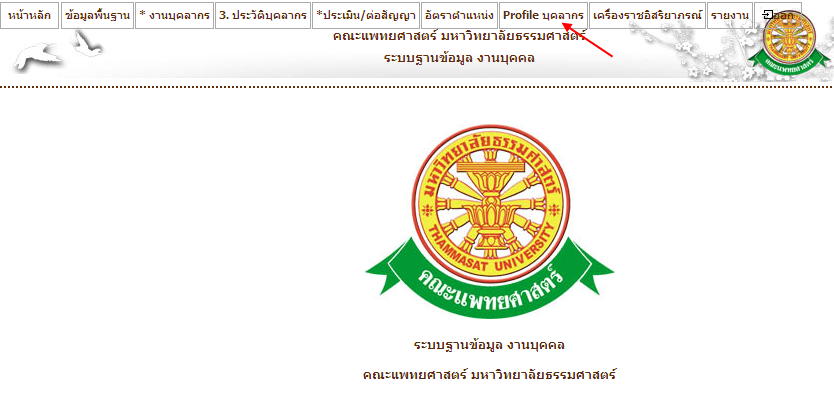 หน้าหลัก ข้อมูลพื้นฐาน * งานบุคลากร 3. ประวัติบุคลากร *ประเมิน/ต่อสัญญา อัตราตำแหน่ง Profile บุคลากร เครื่องราชอิสริยาภรณ์ รายงาน ออก
คณะแพทยศาสตร์ มหาวิทยาลัยธรรมศาสตร์
ระบบฐานข้อมูล งานบุคคล
มหาวิทยาลัยธรรมศาสตร์
THAMMASAT UNIVERSITY
คณะแพทยศาสตร์
ระบบฐานข้อมูล งานบุคคล
คณะแพทยศาสตร์ มหาวิทยาลัยธรรมศาสตร์